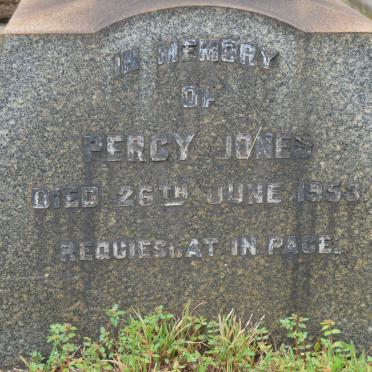 IN MEMORY
OF
PERCY JONES
DIED 26TH JUNE 1953.
REQUIESCAT IN PACE.